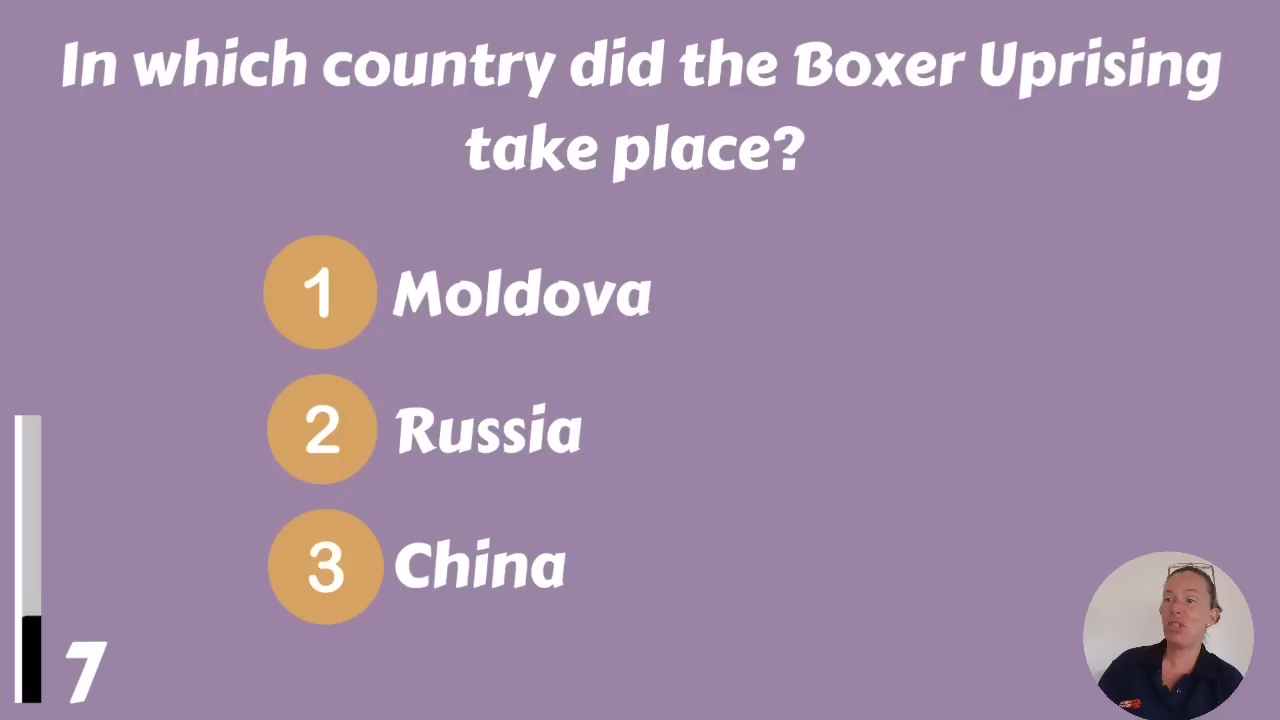 In which country did the Boxer Uprising
take place?
1 Moldova
2 Russia
3 China
7